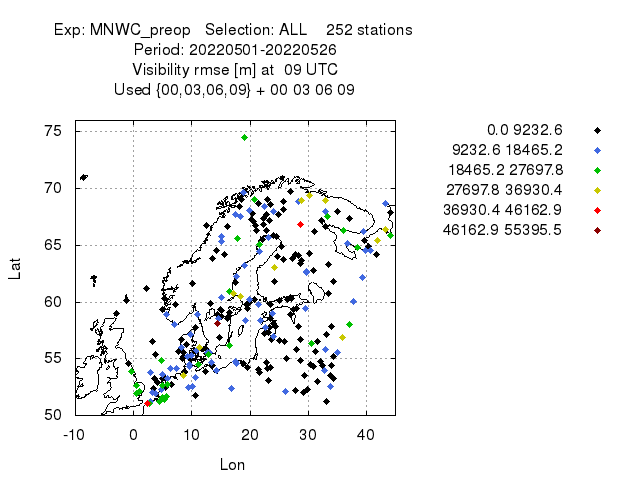 Exp: MNWC_preop Selection: ALL 252 stations
Period: 20220501-20220526
Visibility rmse [m] at 09 UTC
Used {00,03,06,09} + 00 03 06 09
0.0 9232.6
9232.6 18465.2
18465.2 27697.8
27697.8 36930.4
36930.4 46162.9
46162.9 55395.5
75
70
65
60
55
50
Lat
-10 0 10 20 30 40
Lon